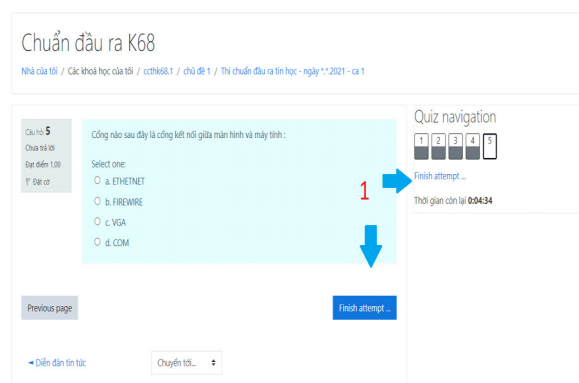 Chuẩn đầu ra K68
Nhà của tôi / Các khoá học của tôi / ccthk68.1 / chủ đề 1 / Thi chuẩn đầu ra tin học - ngày *.*.2021 - ca 1
Câu hỏi 5
Chưa trả lời
Đạt điểm 1,00
Đặt cờ
Cổng nào sau đây là cổng kết nối giữa màn hình và máy tính :
Select one:
a. ETHETNET
b. FIREWIRE
c. VGA
d. COM
1
Previous page
Finish attempt ...
◄ Diễn đàn tin tức
Chuyển tới...
Quiz navigation
1 2 3 4 5
Finish attempt ...
Thời gian còn lại 0:04:34